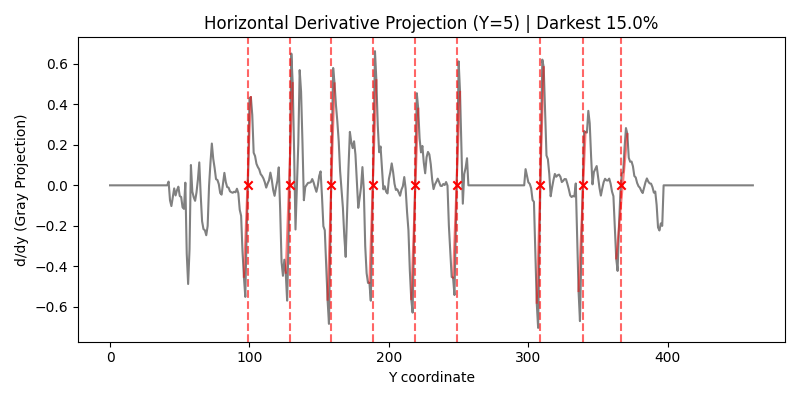 Horizontal Derivative Projection (Y=5) | Darkest 15.0%
d/dy (Gray Projection)
0.6
0.4
0.2
0.0
−0.2
−0.4
−0.6
0 100 200 300 400
Y coordinate